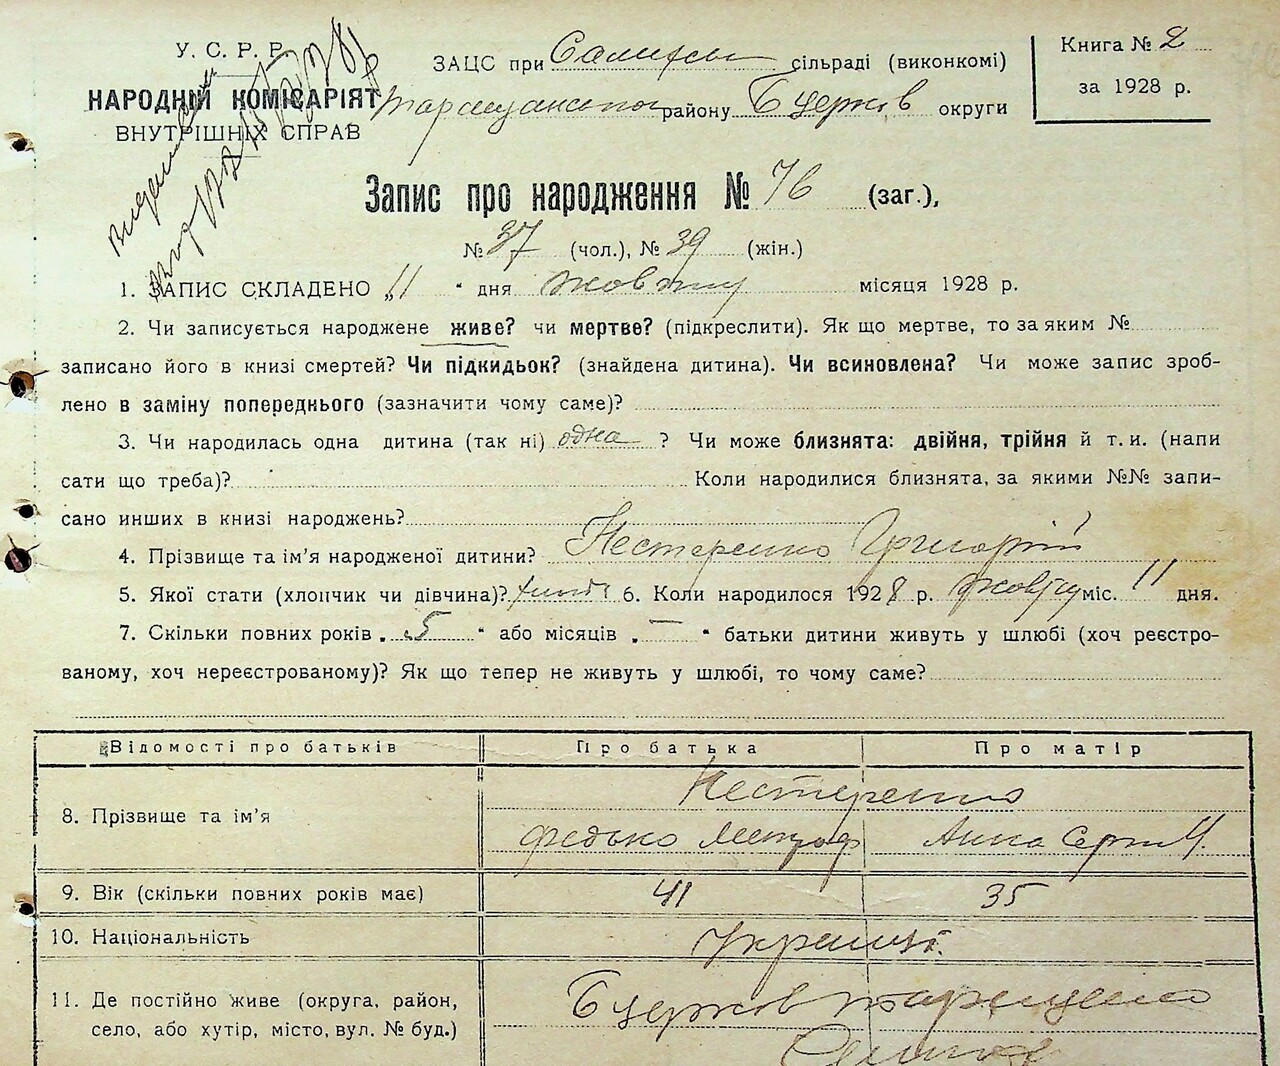 У. С. Р. Р.
НАРОДНІЙ КОМІСАРІЯТ
ВНУТРІШНІХ СПРАВ
ЗАЦС при сільраді (виконкомі)
Таращанського району Б Церков округи
Книга № 2
за 1928 р.
Запис про народження № 76 (заг.),
№ 37 (чол.), № 39 (жін.)
1. ЗАПИС СКЛАДЕНО „11 “ дня жовтня місяця 1928 р.
2. Чи записується народжене живе? чи мертве? (підкреслити). Як що мертве, то за яким №
записано його в книзі смертей? Чи підкидьок? (знайдена дитина). Чи всиновлена? Чи може запис зроб-
лено в заміну попереднього (зазначити чому саме)?
3. Чи народилась одна дитина (так ні) одна ? Чи може близнята: двійня, трійня й т. и. (напи
сати що треба)? Коли народилися близнята, за якими №№ запи-
сано инших в книзі народжень?
4. Прізвище та ім'я народженої дитини? Нестеренко Григорій
5. Якої стати (хлопчик чи дівчина)? 6. Коли народилося 1928 р. жовтня міс. 11 дня.
7. Скільки повних років „ 5 “ або місяців „ — “ батьки дитини живуть у шлюбі (хоч реєстро-
ваному, хоч нереєстрованому)? Як що тепер не живуть у шлюбі, то чому саме?
Відомості про батьків Про батька Про матір
8. Прізвище та ім'я Нестеренко
Федько Анна
9. Вік (скільки повних років має) 41 35
10. Національність
11. Де постійно живе (округа, район,
село, або хутір, місто, вул. № буд.)
Б Церков